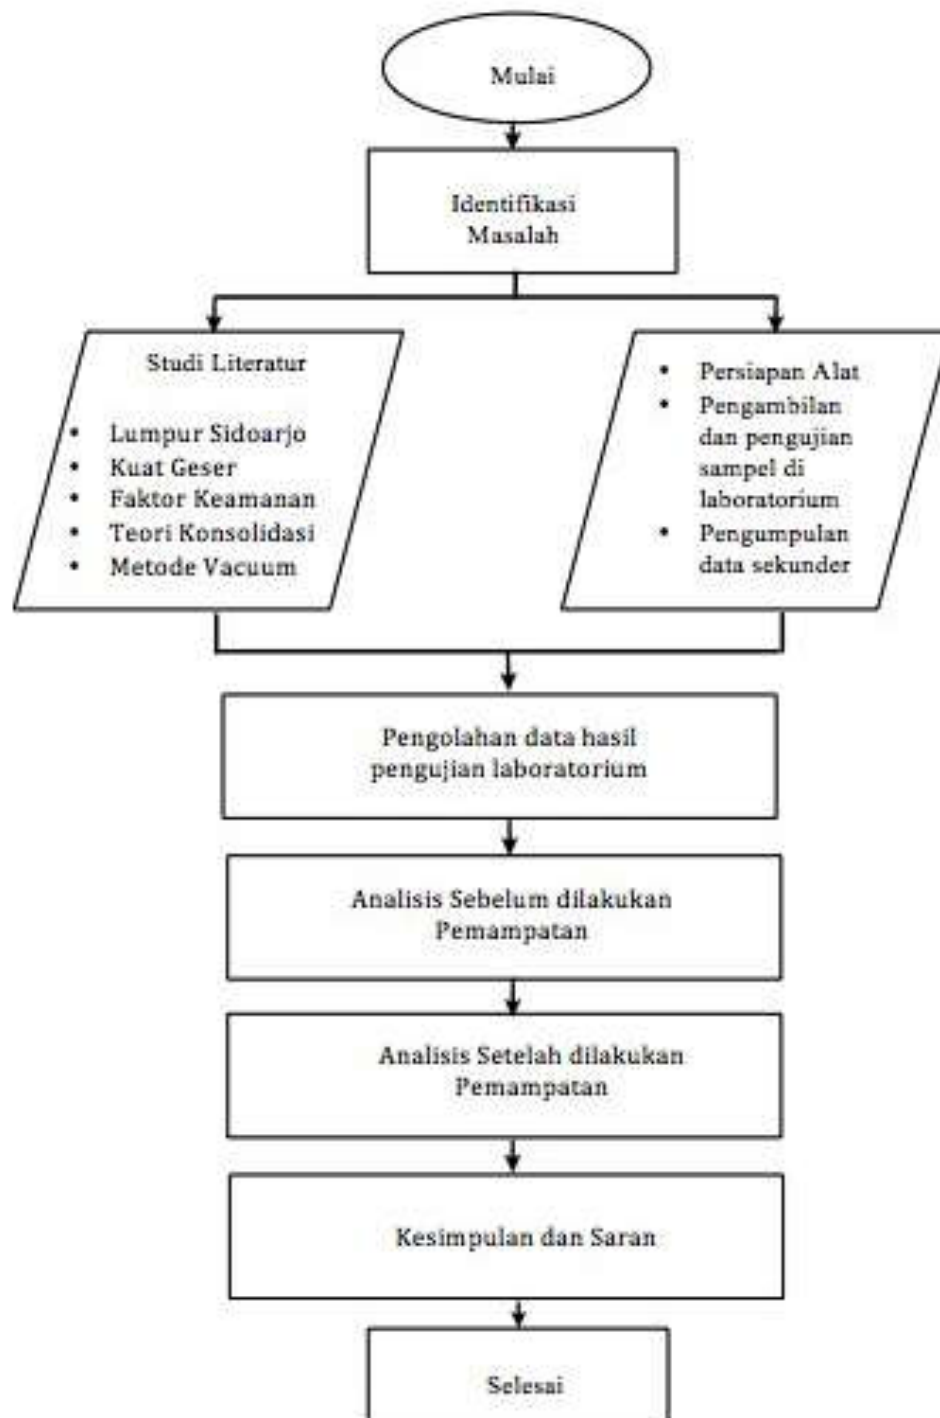 Mulai
Identifikasi
Masalah
Studi Literatur
• Lumpur Sidoarjo
• Kuat Geser
• Faktor Keamanan
• Teori Konsolidasi
• Metode Vacuum
• Persiapan Alat
• Pengambilan
dan pengujian
sampel di
laboratorium
• Pengumpulan
data sekunder
Pengolahan data hasil
pengujian laboratorium
Analisis Sebelum dilakukan
Pemampatan
Analisis Setelah dilakukan
Pemampatan
Kesimpulan dan Saran
Selesai